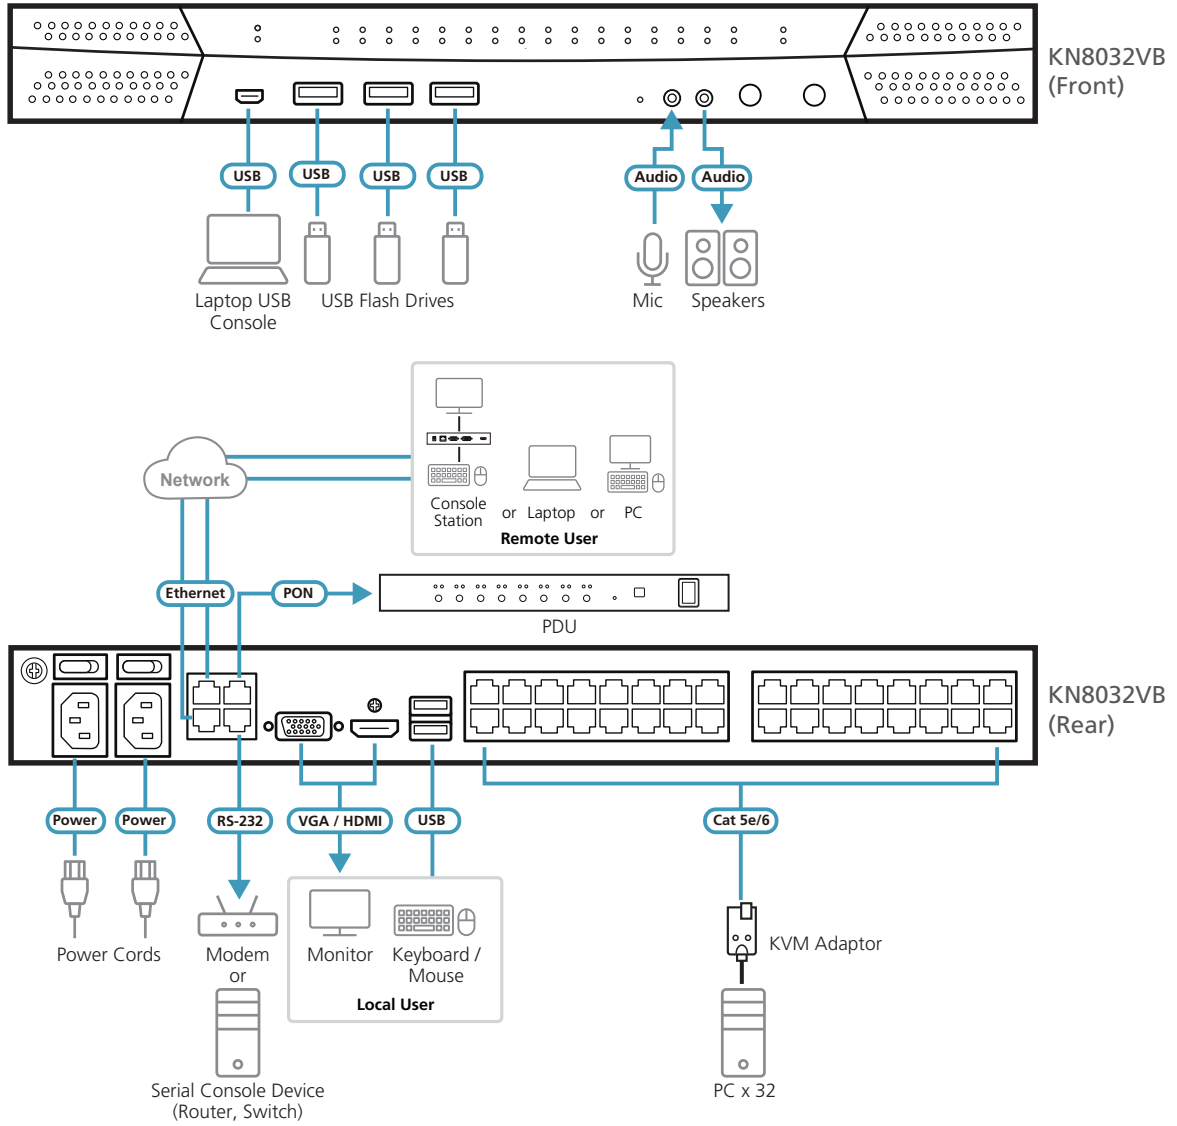 KN8032VB
(Front)
USB
USB
USB
USB
Audio
Audio
Laptop USB
Console
USB Flash Drives
Mic
Speakers
Network
Console
Station
or
Laptop
or
PC
Remote User
Ethernet
PON
PDU
KN8032VB
(Rear)
Power
Power
RS-232
VGA / HDMI
USB
Cat 5e/6
Power Cords
Modem
or
Monitor
Keyboard /
Mouse
Local User
KVM Adaptor
Serial Console Device
(Router, Switch)
PC x 32